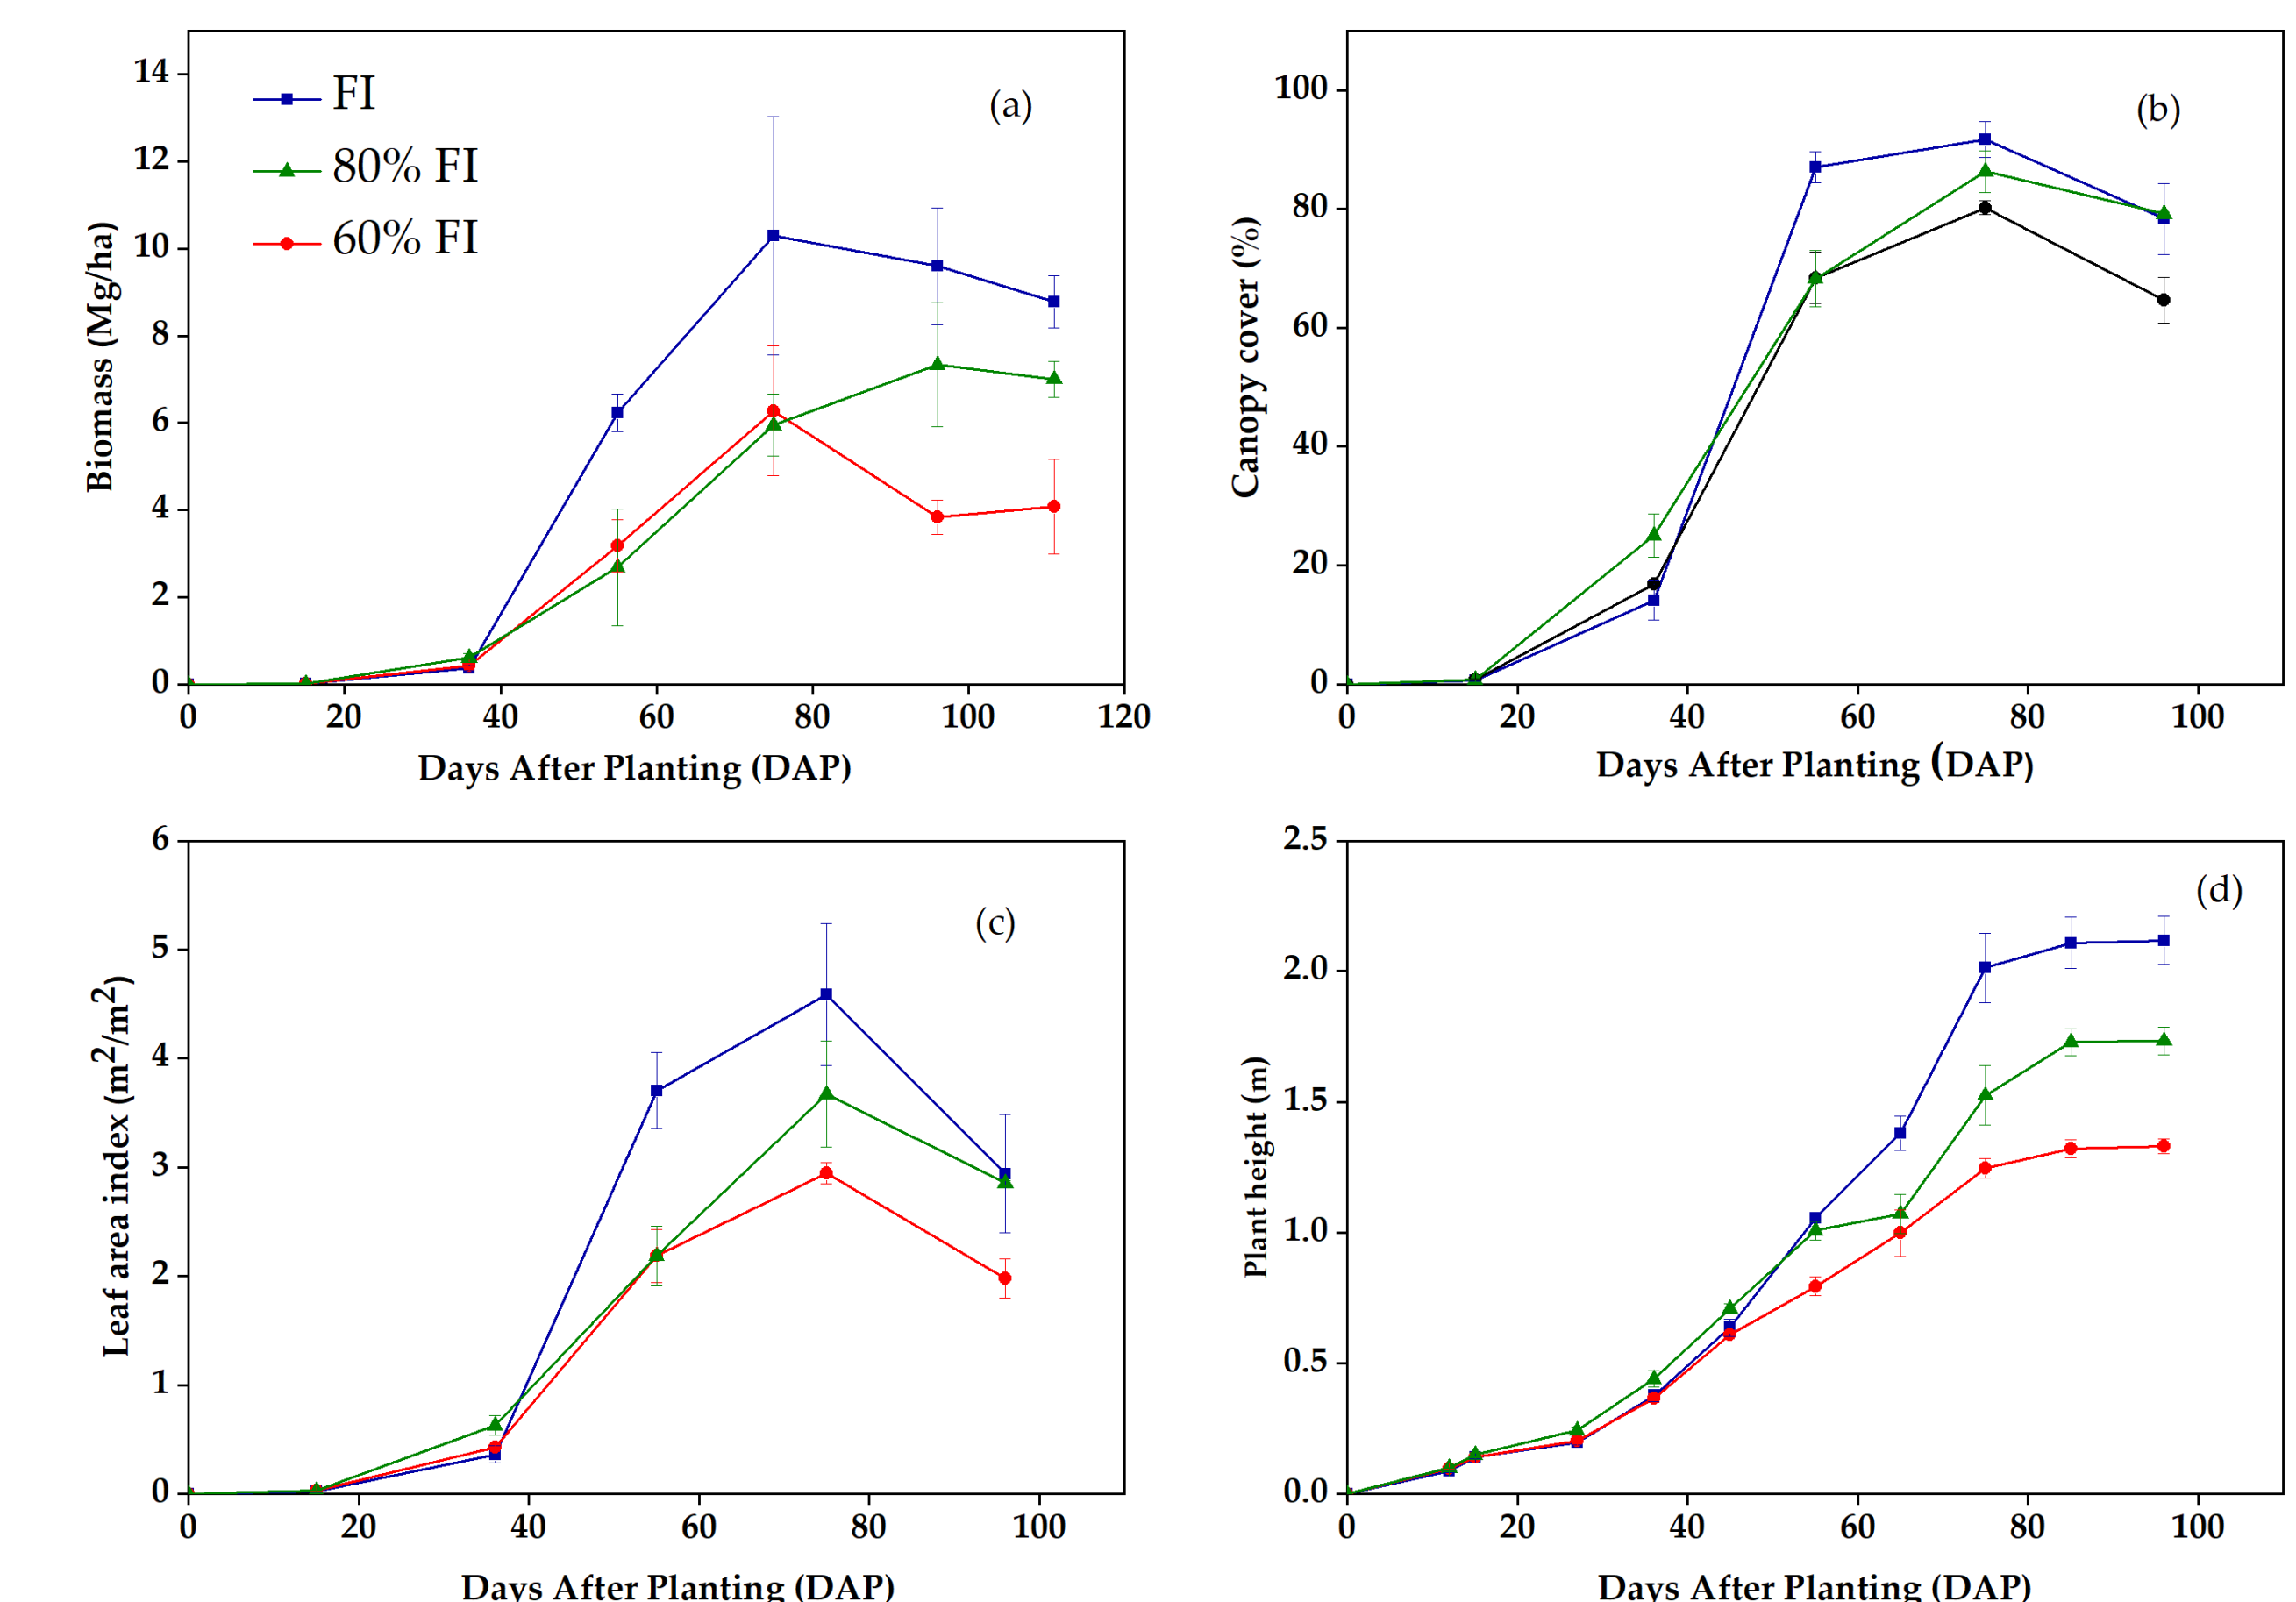 14
12
10
8
6
4
2
0
Biomass (Mg/ha)
FI
80% FI
60% FI
(a)
0 20 40 60 80 100 120
Days After Planting (DAP)
100
80
60
40
20
0
Canopy cover (%)
(b)
0 20 40 60 80 100
Days After Planting (DAP)
6
5
4
3
2
1
0
Leaf area index (m²/m²)
(c)
0 20 40 60 80 100
Days After Planting (DAP)
2.5
2.0
1.5
1.0
0.5
0.0
Plant height (m)
(d)
0 20 40 60 80 100
Days After Planting (DAP)